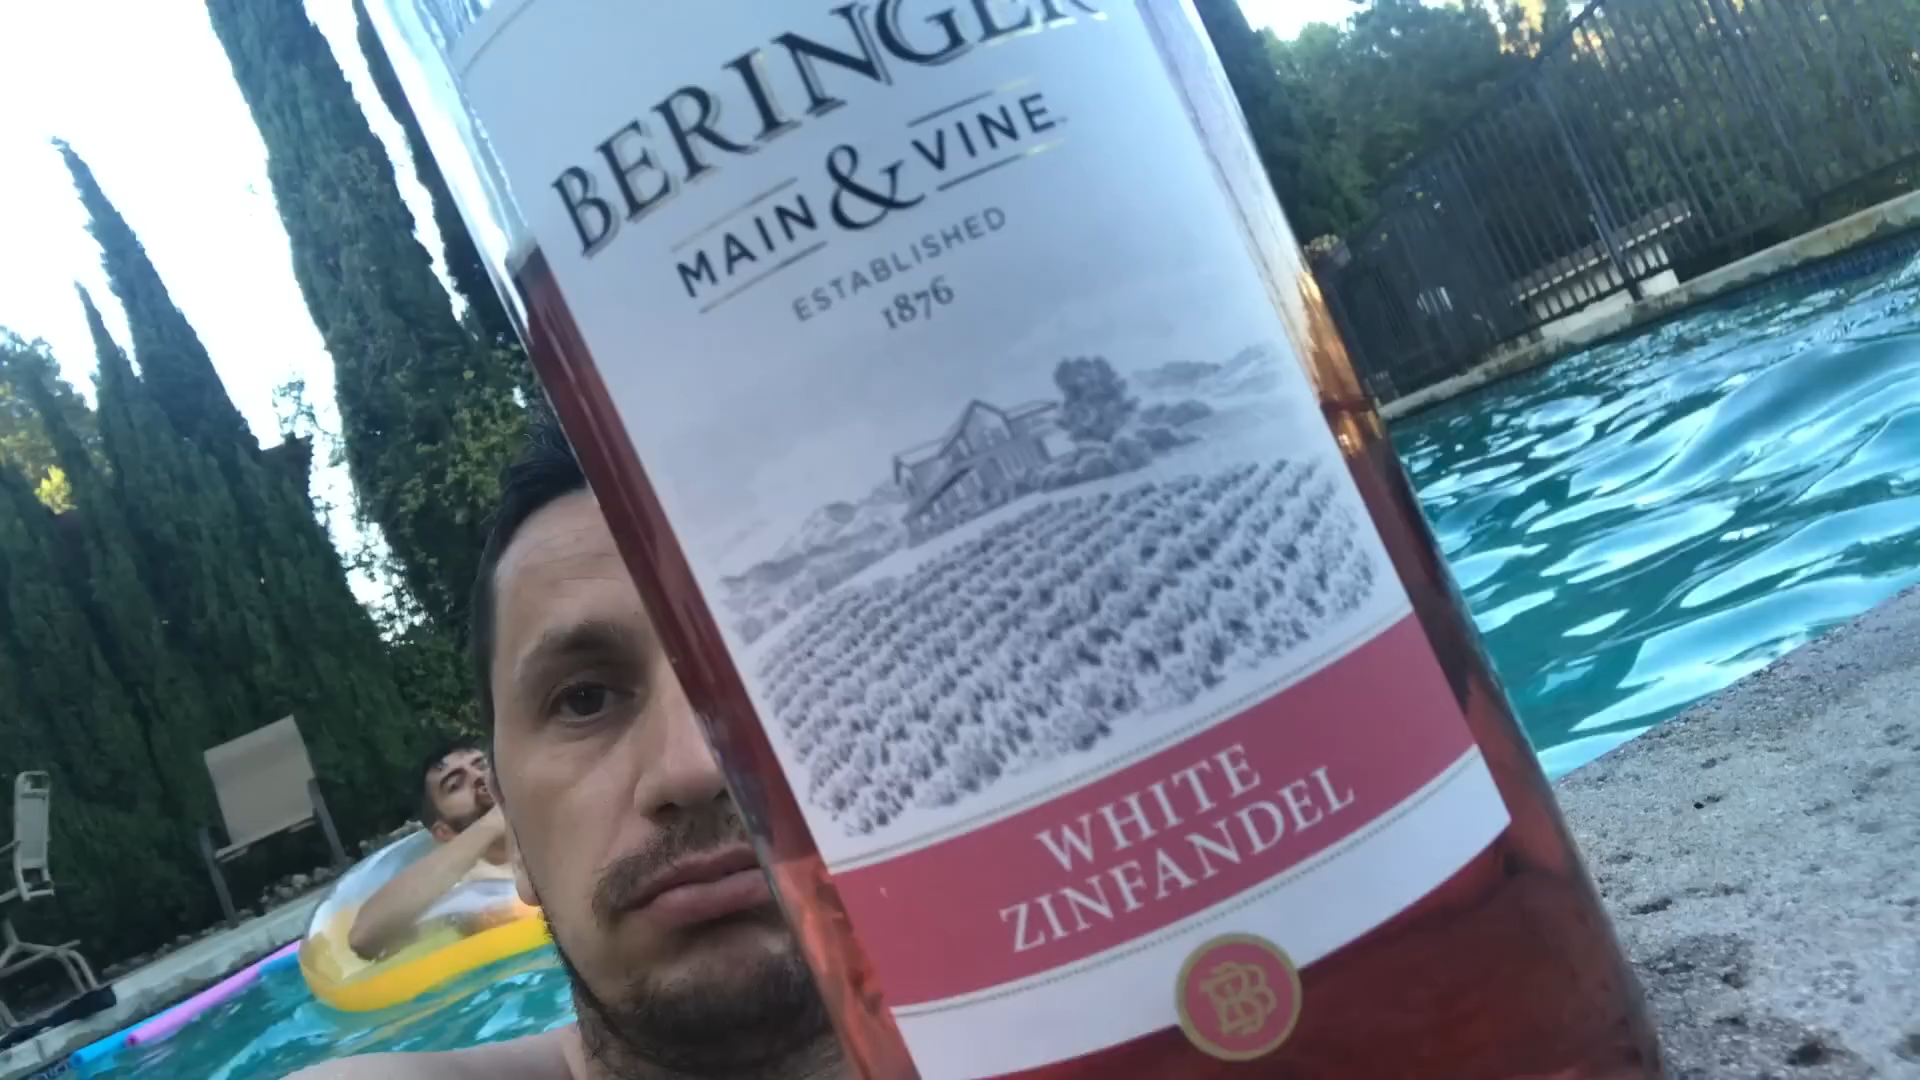 BERINGER
MAIN & VINE
ESTABLISHED
1876
WHITE
ZINFANDEL